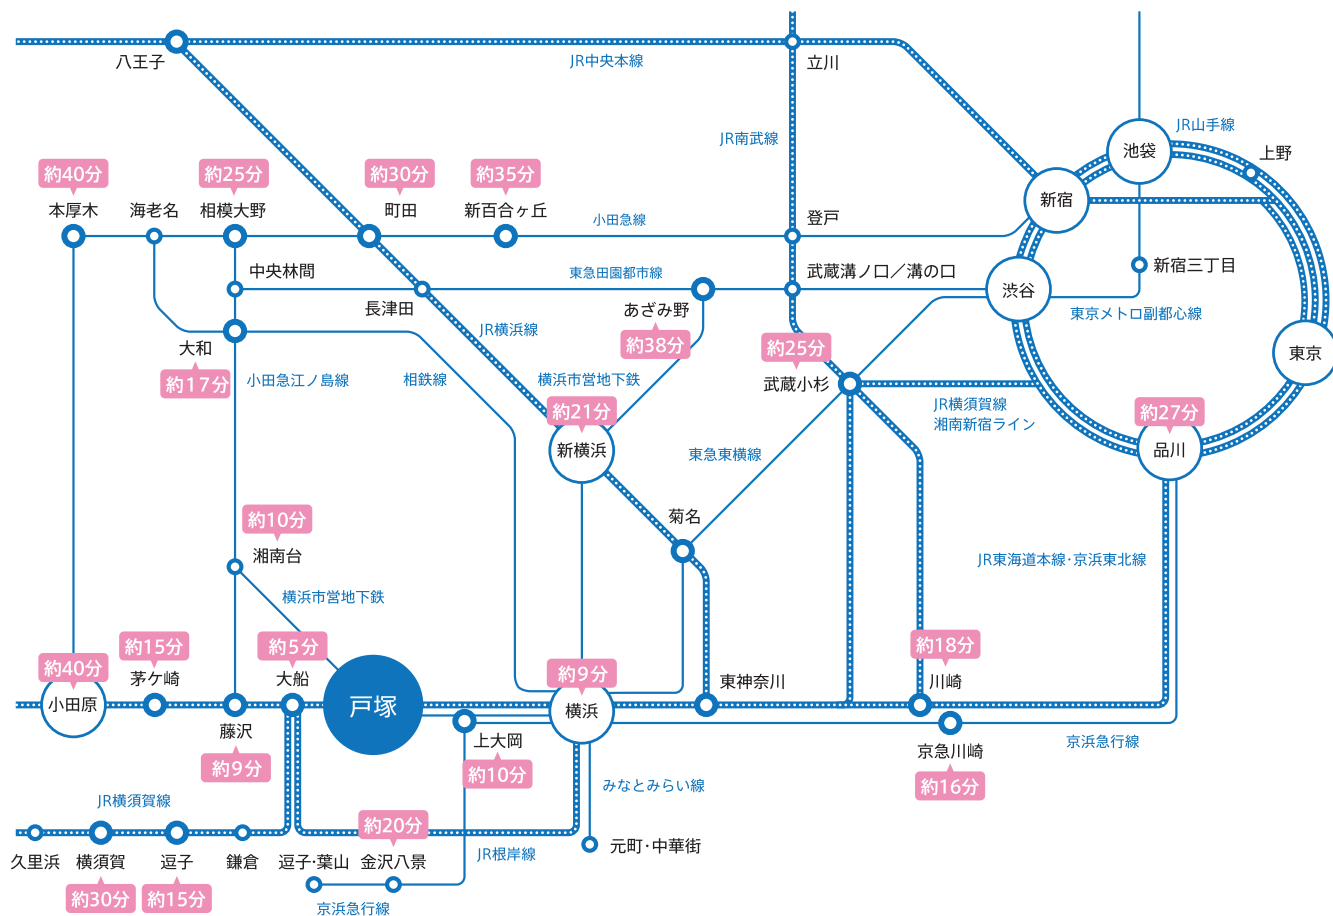 八王子
JR中央本線
立川
JR南武線
JR山手線
池袋
上野
約40分
本厚木
海老名
約25分
相模大野
約30分
町田
約35分
新百合ヶ丘
小田急線
登戸
新宿
中央林間
東急田園都市線
武蔵溝ノ口／溝の口
新宿三丁目
渋谷
長津田
あざみ野
約38分
東京メトロ副都心線
JR横浜線
大和
約17分
小田急江ノ島線
相鉄線
横浜市営地下鉄
約25分
武蔵小杉
東京
JR横須賀線
湘南新宿ライン
約21分
新横浜
東急東横線
約27分
品川
約10分
湘南台
菊名
JR東海道本線･京浜東北線
横浜市営地下鉄
約40分
小田原
約15分
茅ケ崎
藤沢
約9分
約5分
大船
戸塚
約9分
横浜
東神奈川
約18分
川崎
上大岡
約10分
京急川崎
約16分
京浜急行線
みなとみらい線
JR横須賀線
久里浜
横須賀
約30分
逗子
約15分
鎌倉
逗子･葉山
約20分
金沢八景
JR根岸線
元町･中華街
京浜急行線